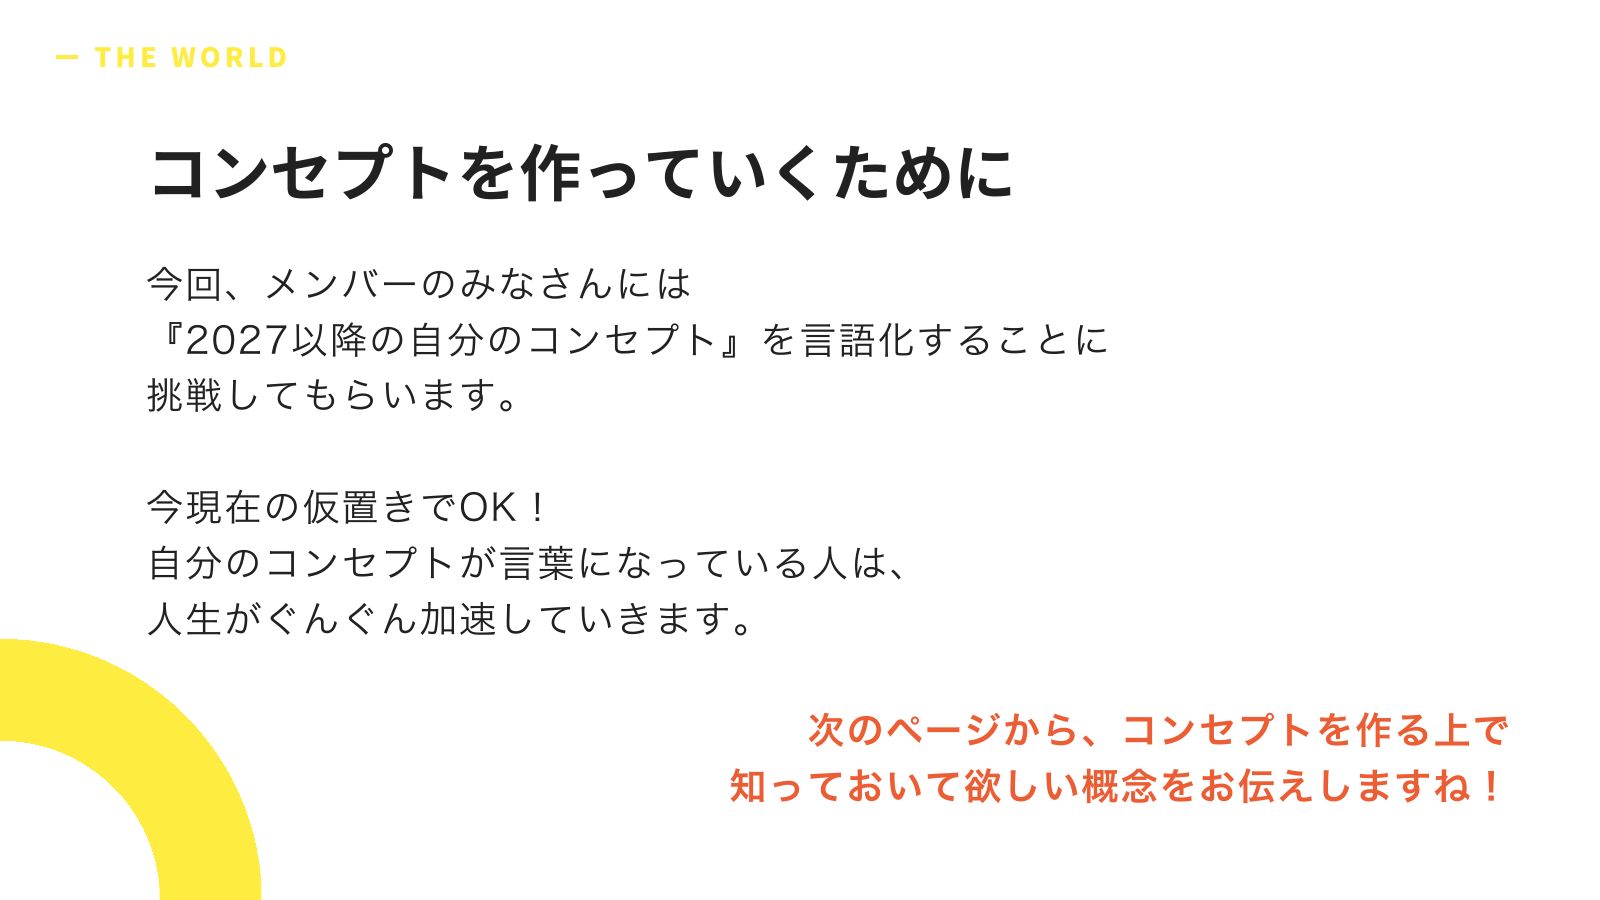 — THE WORLD
コンセプトを作っていくために
今回、メンバーのみなさんには
『2027以降の自分のコンセプト』を言語化することに
挑戦してもらいます。
今現在の仮置きでOK！
自分のコンセプトが言葉になっている人は、
人生がぐんぐん加速していきます。
次のページから、コンセプトを作る上で
知っておいて欲しい概念をお伝えしますね！